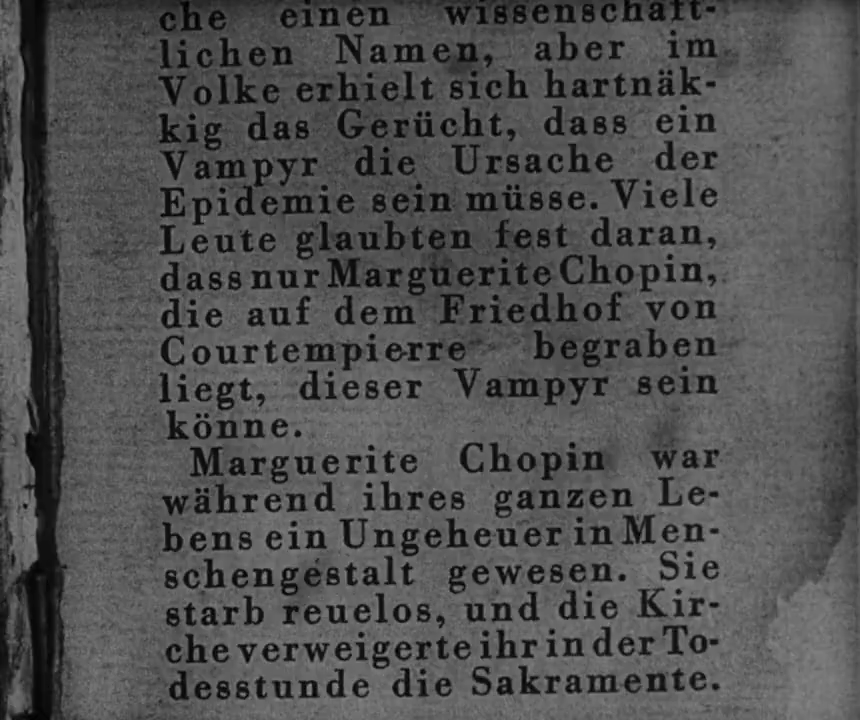 che einen wissenschaft-
lichen Namen, aber im
Volke erhielt sich hartnäk-
kig das Gerücht, dass ein
Vampyr die Ursache der
Epidemie sein müsse. Viele
Leute glaubten fest daran,
dass nur Marguerite Chopin,
die auf dem Friedhof von
Courtempierre begraben
liegt, dieser Vampyr sein
könne.
Marguerite Chopin war
während ihres ganzen Le-
bens ein Ungeheuer in Men-
schengestalt gewesen. Sie
starb reuelos, und die Kir-
che verweigerte ihr in der To-
desstunde die Sakramente.